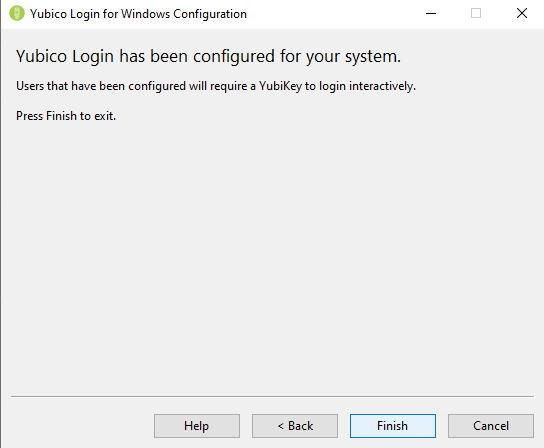 Yubico Login for Windows Configuration
Yubico Login has been configured for your system.
Users that have been configured will require a YubiKey to login interactively.
Press Finish to exit.
Help
< Back
Finish
Cancel